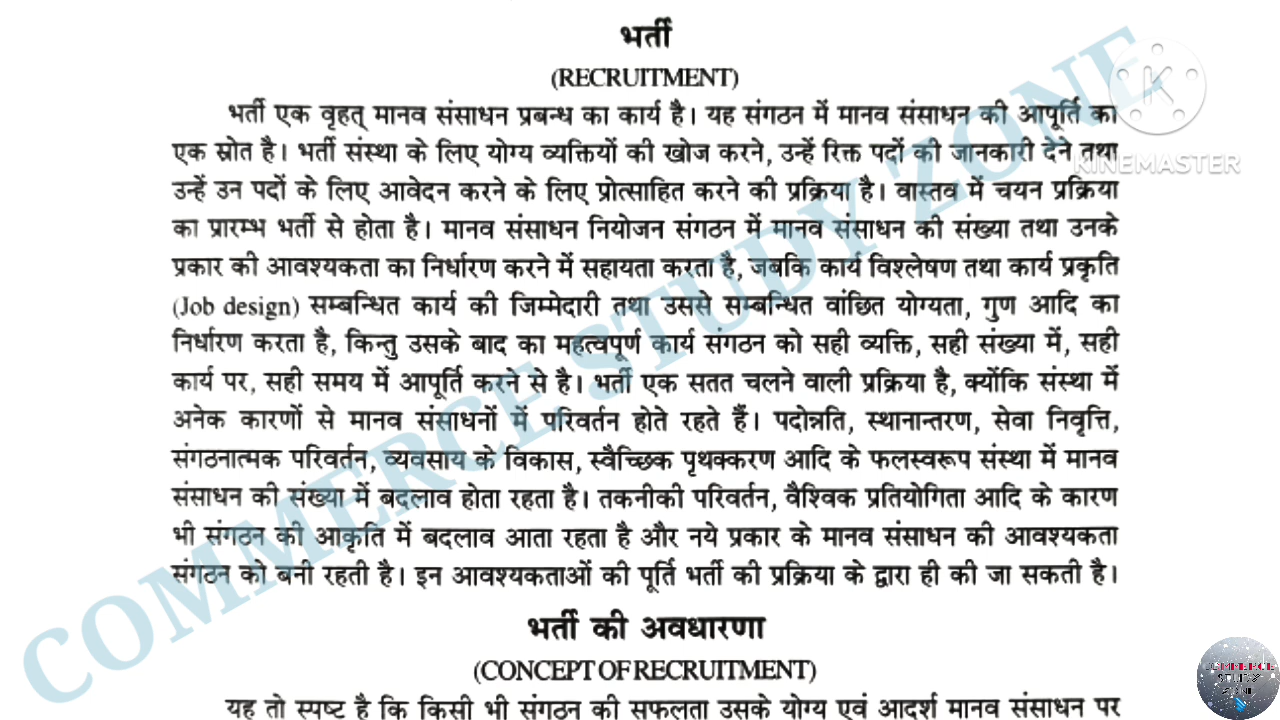 भर्ती
(RECRUITMENT)
भर्ती एक वृहत् मानव संसाधन प्रबन्ध का कार्य है। यह संगठन में मानव संसाधन की आपूर्ति का
एक स्रोत है। भर्ती संस्था के लिए योग्य व्यक्तियों की खोज करने, उन्हें रिक्त पदों की जानकारी देने तथा
उन्हें उन पदों के लिए आवेदन करने के लिए प्रोत्साहित करने की प्रक्रिया है। वास्तव में चयन प्रक्रिया
का प्रारम्भ भर्ती से होता है। मानव संसाधन नियोजन संगठन में मानव संसाधन की संख्या तथा उनके
प्रकार की आवश्यकता का निर्धारण करने में सहायता करता है, जबकि कार्य विश्लेषण तथा कार्य प्रकृति
(Job design) सम्बन्धित कार्य की जिम्मेदारी तथा उससे सम्बन्धित वांछित योग्यता, गुण आदि का
निर्धारण करता है, किन्तु उसके बाद का महत्वपूर्ण कार्य संगठन को सही व्यक्ति, सही संख्या में, सही
कार्य पर, सही समय में आपूर्ति करने से है। भर्ती एक सतत चलने वाली प्रक्रिया है, क्योंकि संस्था में
अनेक कारणों से मानव संसाधनों में परिवर्तन होते रहते हैं। पदोन्नति, स्थानान्तरण, सेवा निवृत्ति,
संगठनात्मक परिवर्तन, व्यवसाय के विकास, स्वैच्छिक पृथक्करण आदि के फलस्वरूप संस्था में मानव
संसाधन की संख्या में बदलाव होता रहता है। तकनीकी परिवर्तन, वैश्विक प्रतियोगिता आदि के कारण
भी संगठन की आकृति में बदलाव आता रहता है और नये प्रकार के मानव संसाधन की आवश्यकता
संगठन को बनी रहती है। इन आवश्यकताओं की पूर्ति भर्ती की प्रक्रिया के द्वारा ही की जा सकती है।
भर्ती की अवधारणा
(CONCEPT OF RECRUITMENT)
यह तो स्पष्ट है कि किसी भी संगठन की सफलता उसके योग्य एवं आदर्श मानव संसाधन पर
COMMERCE STUDY ZONE
K
KINEMASTER
COMMERCE
STUDY
ZONE